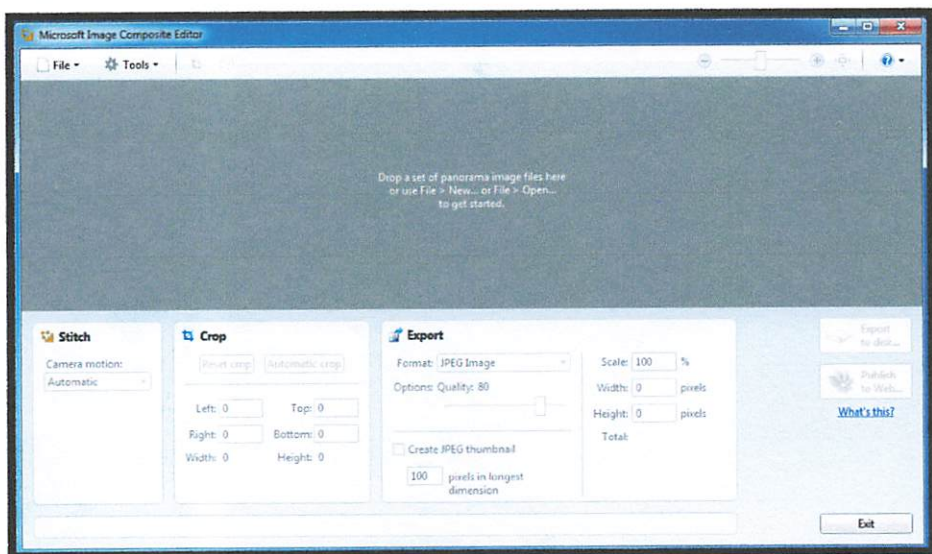 Microsoft Image Composite Editor
File
Tools
Drop a set of panorama image files here
or use File > New... or File > Open...
to get started.
Stitch
Camera motion:
Automatic
Crop
Reset crop Automatic crop
Left: 0 Top: 0
Right: 0 Bottom: 0
Width: 0 Height: 0
Export
Format: JPEG Image
Options: Quality: 80
Create JPEG thumbnail
100 pixels in longest
dimension
Scale: 100 %
Width: 0 pixels
Height: 0 pixels
Total:
Export
to disk...
Publish
to Web...
What's this?
Exit